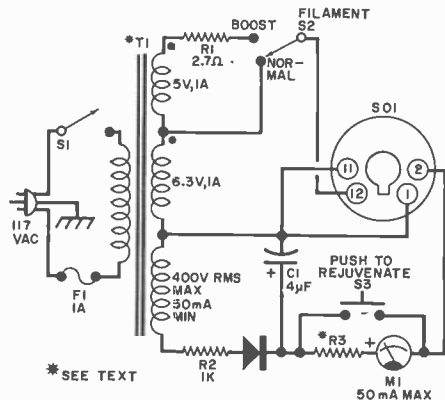 *T1
R1
2.7Ω
BOOST
FILAMENT
S2
NOR-
MAL
5V,1A
SO1
S1
6.3V,1A
11
2
12
1
117
VAC
F1
1A
400V RMS
MAX
50mA
MIN
+
C1
4µF
PUSH TO
REJUVENATE
S3
*R3
+
R2
1K
M1
50mA MAX
*SEE TEXT